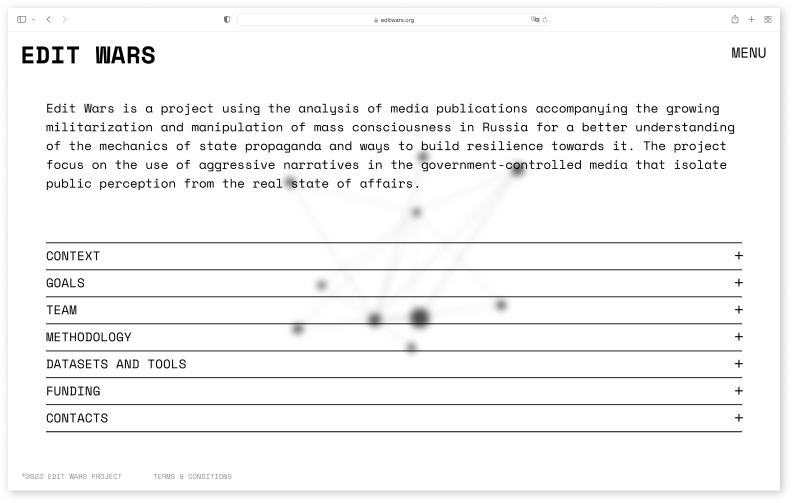 editwars.org
EDIT WARS
MENU
Edit Wars is a project using the analysis of media publications accompanying the growing
militarization and manipulation of mass consciousness in Russia for a better understanding
of the mechanics of state propaganda and ways to build resilience towards it. The project
focus on the use of aggressive narratives in the government-controlled media that isolate
public perception from the real state of affairs.
CONTEXT +
GOALS +
TEAM +
METHODOLOGY +
DATASETS AND TOOLS +
FUNDING +
CONTACTS +
©2023 EDIT WARS PROJECT
TERMS & CONDITIONS